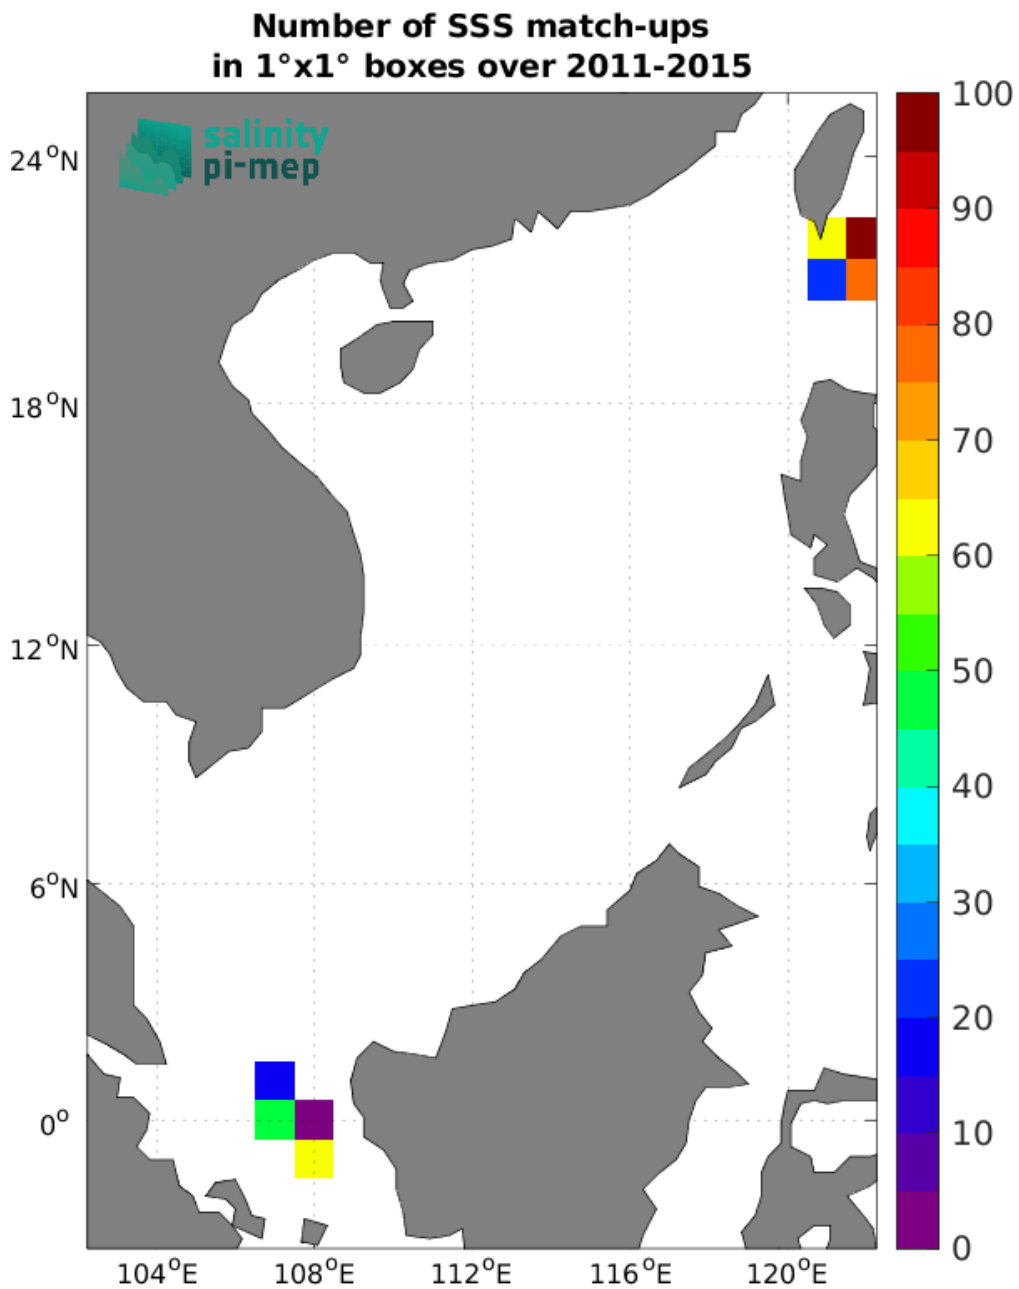 Number of SSS match-ups
in 1°x1° boxes over 2011-2015
salinity
pi-mep
24°N
18°N
12°N
6°N
0°
104°E
108°E
112°E
116°E
120°E
100
90
80
70
60
50
40
30
20
10
0